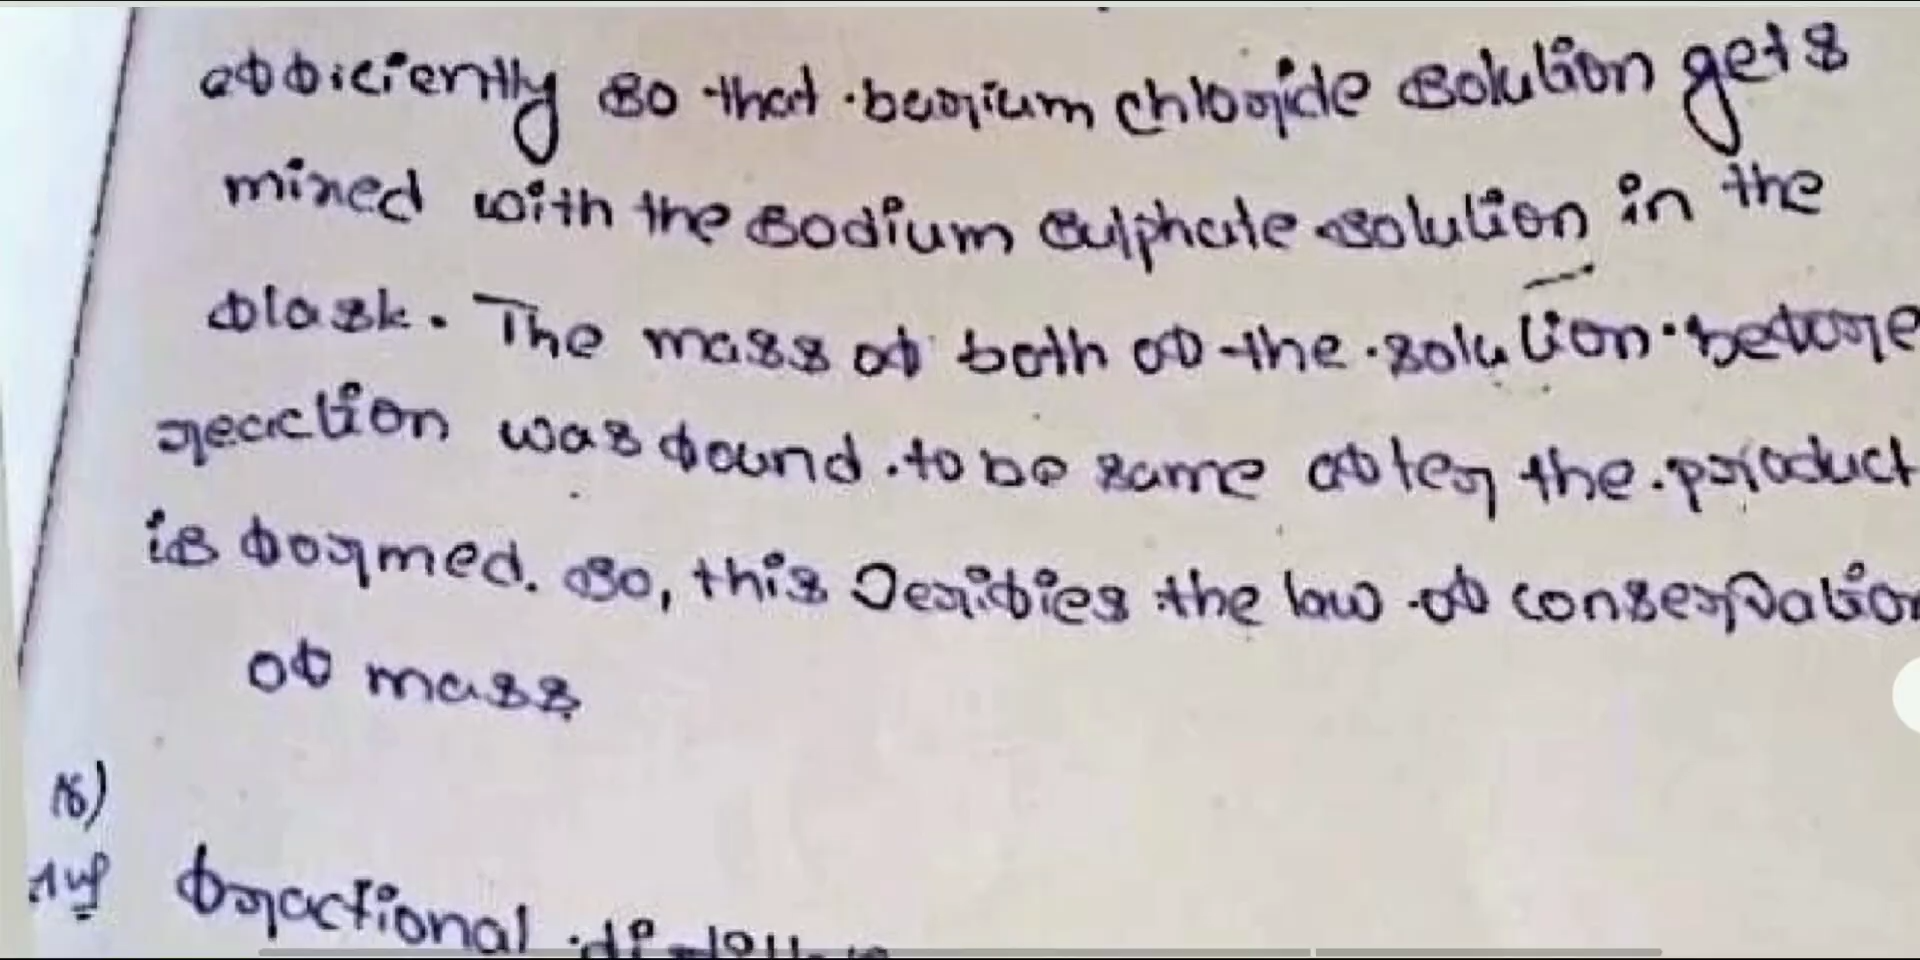 efficiently so that barium chloride solution gets
mixed with the sodium sulphate solution in the
flask. The mass of both of the solution before
reaction was found to be same after the product
is formed. So, this verifies the law of conservation
of mass
18)
Ans fractional